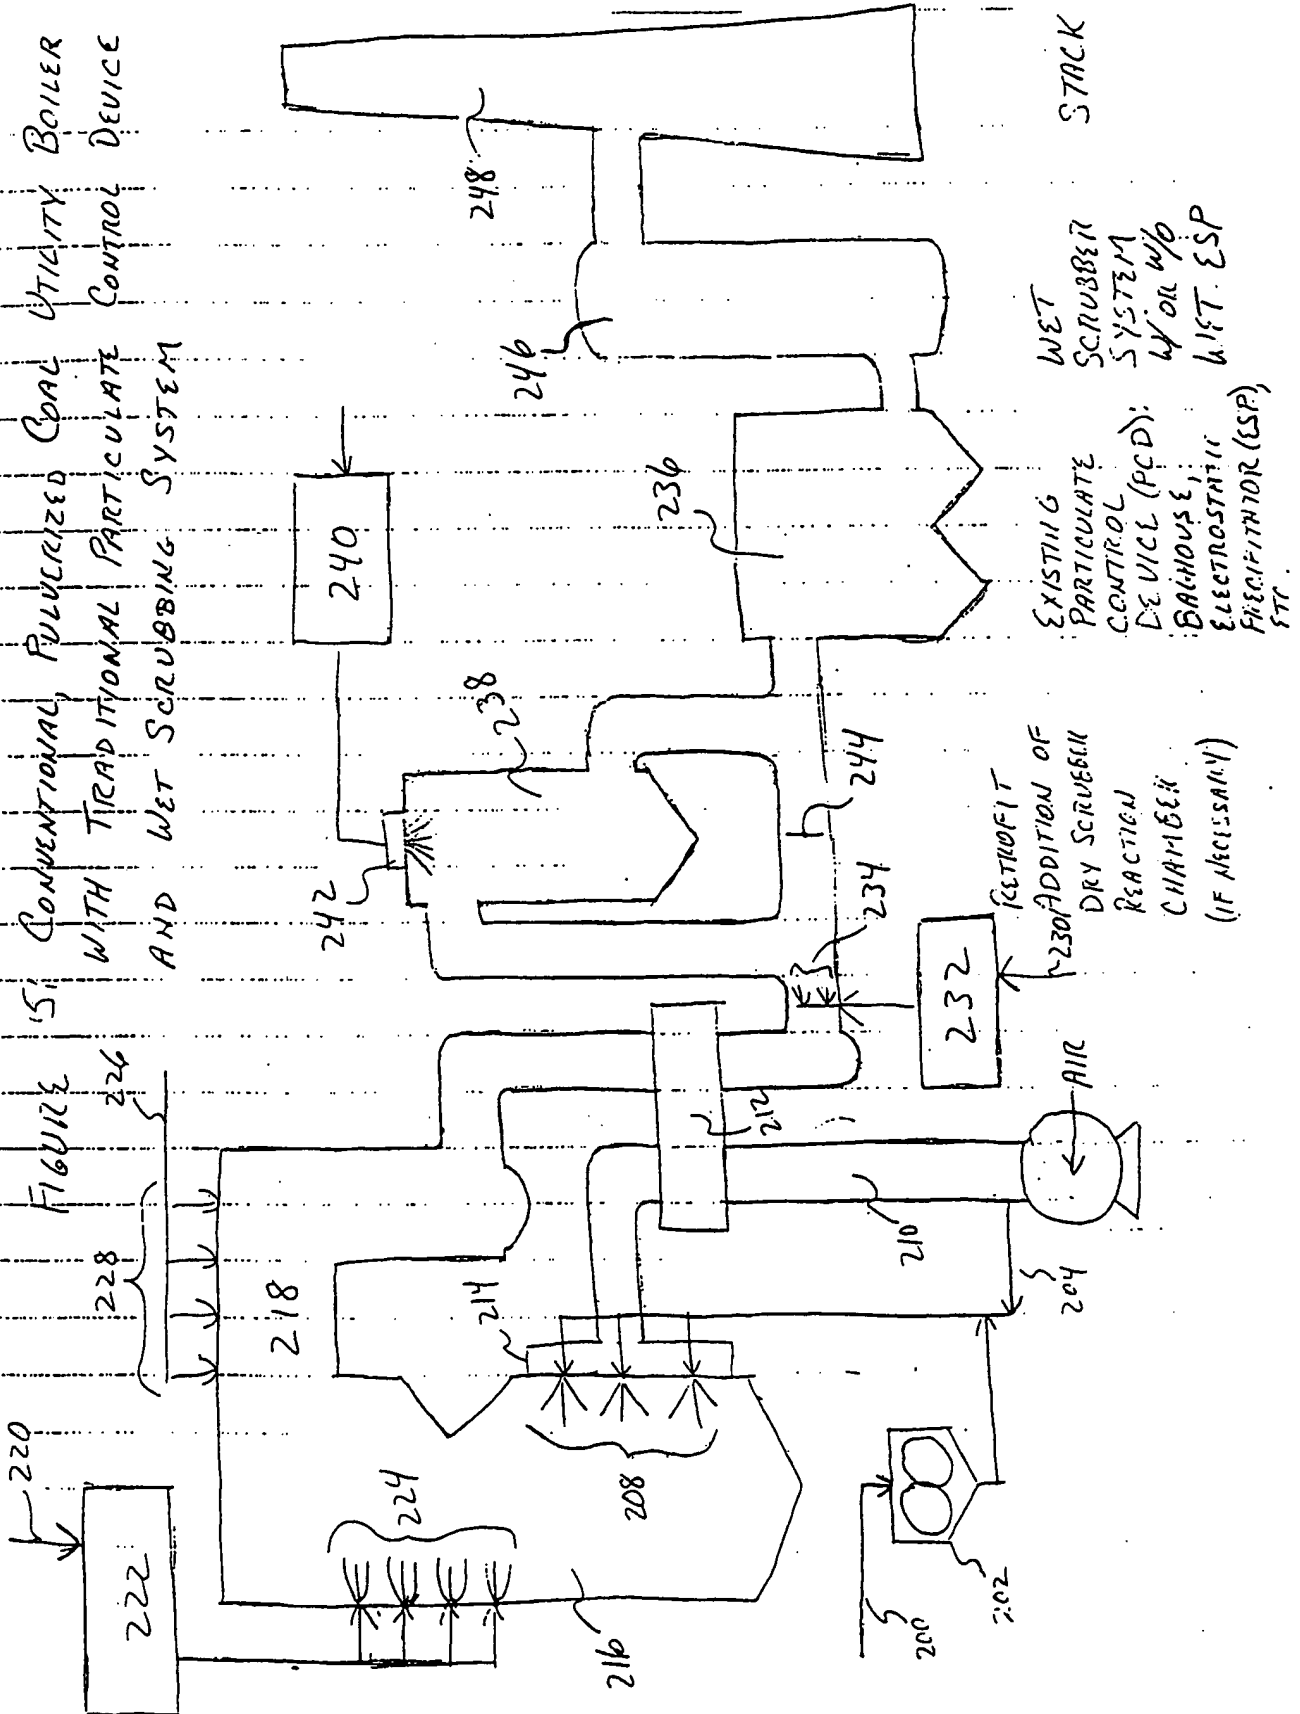 FIGURE 5: CONVENTIONAL, PULVERIZED COAL UTILITY BOILER
WITH TRADITIONAL PARTICULATE CONTROL DEVICE
AND WET SCRUBBING SYSTEM
220
222
228
226
218
224
214
216
208
200
202
204
210
212
AIR
242
240
238
234
244
232
230
236
246
248
RETROFIT
ADDITION OF
DRY SCRUBBER
REACTION
CHAMBER
(IF NECESSARY)
EXISTING
PARTICULATE
CONTROL
DEVICE (PCD):
BAGHOUSE,
ELECTROSTATIC
PRECIPITATOR (ESP),
ETC.
WET
SCRUBBER
SYSTEM
W/ OR W/O
WET ESP
STACK